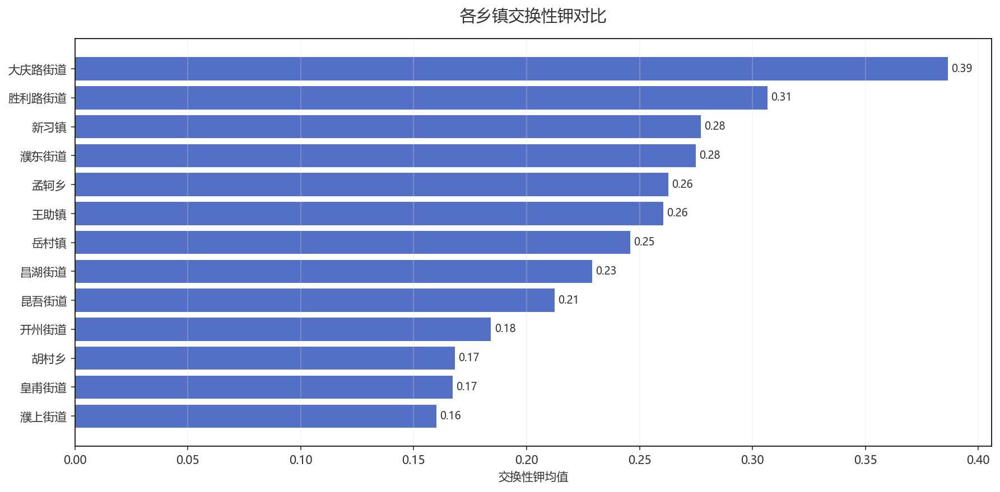 各乡镇交换性钾对比
大庆路街道 0.39
胜利路街道 0.31
新习镇 0.28
濮东街道 0.28
孟轲乡 0.26
王助镇 0.26
岳村镇 0.25
昌湖街道 0.23
昆吾街道 0.21
开州街道 0.18
胡村乡 0.17
皇甫街道 0.17
濮上街道 0.16
0.00 0.05 0.10 0.15 0.20 0.25 0.30 0.35 0.40
交换性钾均值